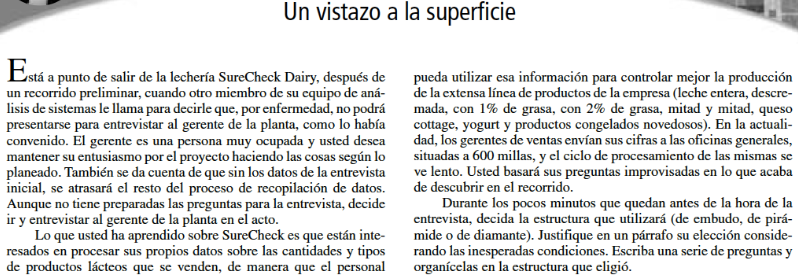 Un vistazo a la superficie
Está a punto de salir de la lechería SureCheck Dairy, después de
un recorrido preliminar, cuando otro miembro de su equipo de aná-
lisis de sistemas le llama para decirle que, por enfermedad, no podrá
presentarse para entrevistar al gerente de la planta, como lo había
convenido. El gerente es una persona muy ocupada y usted desea
mantener su entusiasmo por el proyecto haciendo las cosas según lo
planeado. También se da cuenta de que sin los datos de la entrevista
inicial, se atrasará el resto del proceso de recopilación de datos.
Aunque no tiene preparadas las preguntas para la entrevista, decide
ir y entrevistar al gerente de la planta en el acto.
Lo que usted ha aprendido sobre SureCheck es que están inte-
resados en procesar sus propios datos sobre las cantidades y tipos
de productos lácteos que se venden, de manera que el personal
pueda utilizar esa información para controlar mejor la producción
de la extensa línea de productos de la empresa (leche entera, descre-
mada, con 1% de grasa, con 2% de grasa, mitad y mitad, queso
cottage, yogurt y productos congelados novedosos). En la actuali-
dad, los gerentes de ventas envían sus cifras a las oficinas generales,
situadas a 600 millas, y el ciclo de procesamiento de las mismas se
ve lento. Usted basará sus preguntas improvisadas en lo que acaba
de descubrir en el recorrido.
Durante los pocos minutos que quedan antes de la hora de la
entrevista, decida la estructura que utilizará (de embudo, de pirá-
mide o de diamante). Justifique en un párrafo su elección conside-
rando las inesperadas condiciones. Escriba una serie de preguntas y
organícelas en la estructura que eligió.